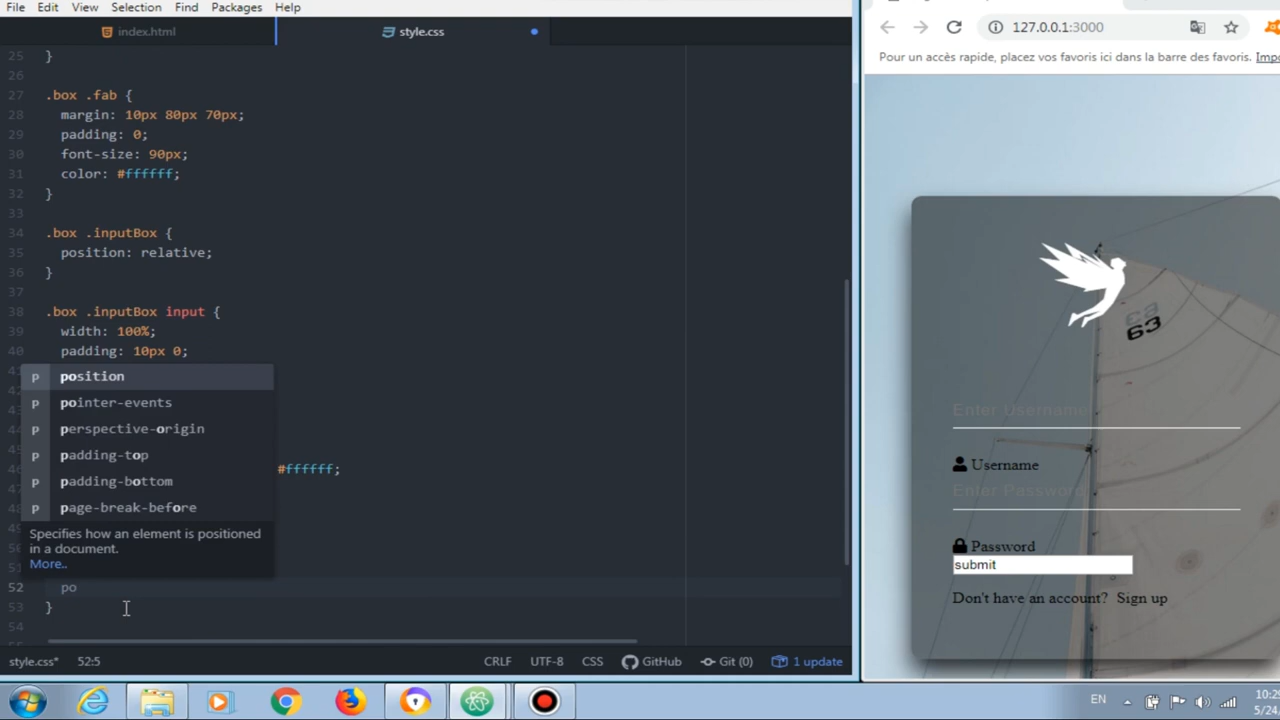 File Edit View Selection Find Packages Help
index.html
style.css
127.0.0.1:3000
Pour un accès rapide, placez vos favoris ici dans la barre des favoris.
25 }
26
27 .box .fab {
28 margin: 10px 80px 70px;
29 padding: 0;
30 font-size: 90px;
31 color: #ffffff;
32 }
33
34 .box .inputBox {
35 position: relative;
36 }
37
38 .box .inputBox input {
39 width: 100%;
40 padding: 10px 0;
p position
p pointer-events
p perspective-origin
p padding-top
p padding-bottom
p page-break-before
#ffffff;
Specifies how an element is positioned
in a document.
More..
52 po
53 }
54
63
Enter Username
Username
Enter Password
Password
submit
Don't have an account? Sign up
style.css* 52:5 CRLF UTF-8 CSS GitHub Git (0) 1 update
EN
10:29
5/24